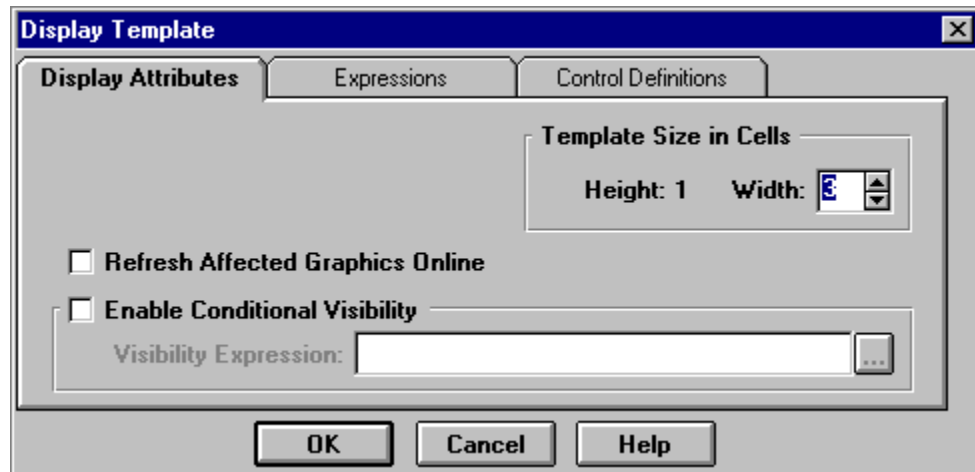 Display Template
Display Attributes Expressions Control Definitions
Template Size in Cells
Height: 1 Width: 3
Refresh Affected Graphics Online
Enable Conditional Visibility
Visibility Expression: ...
OK Cancel Help